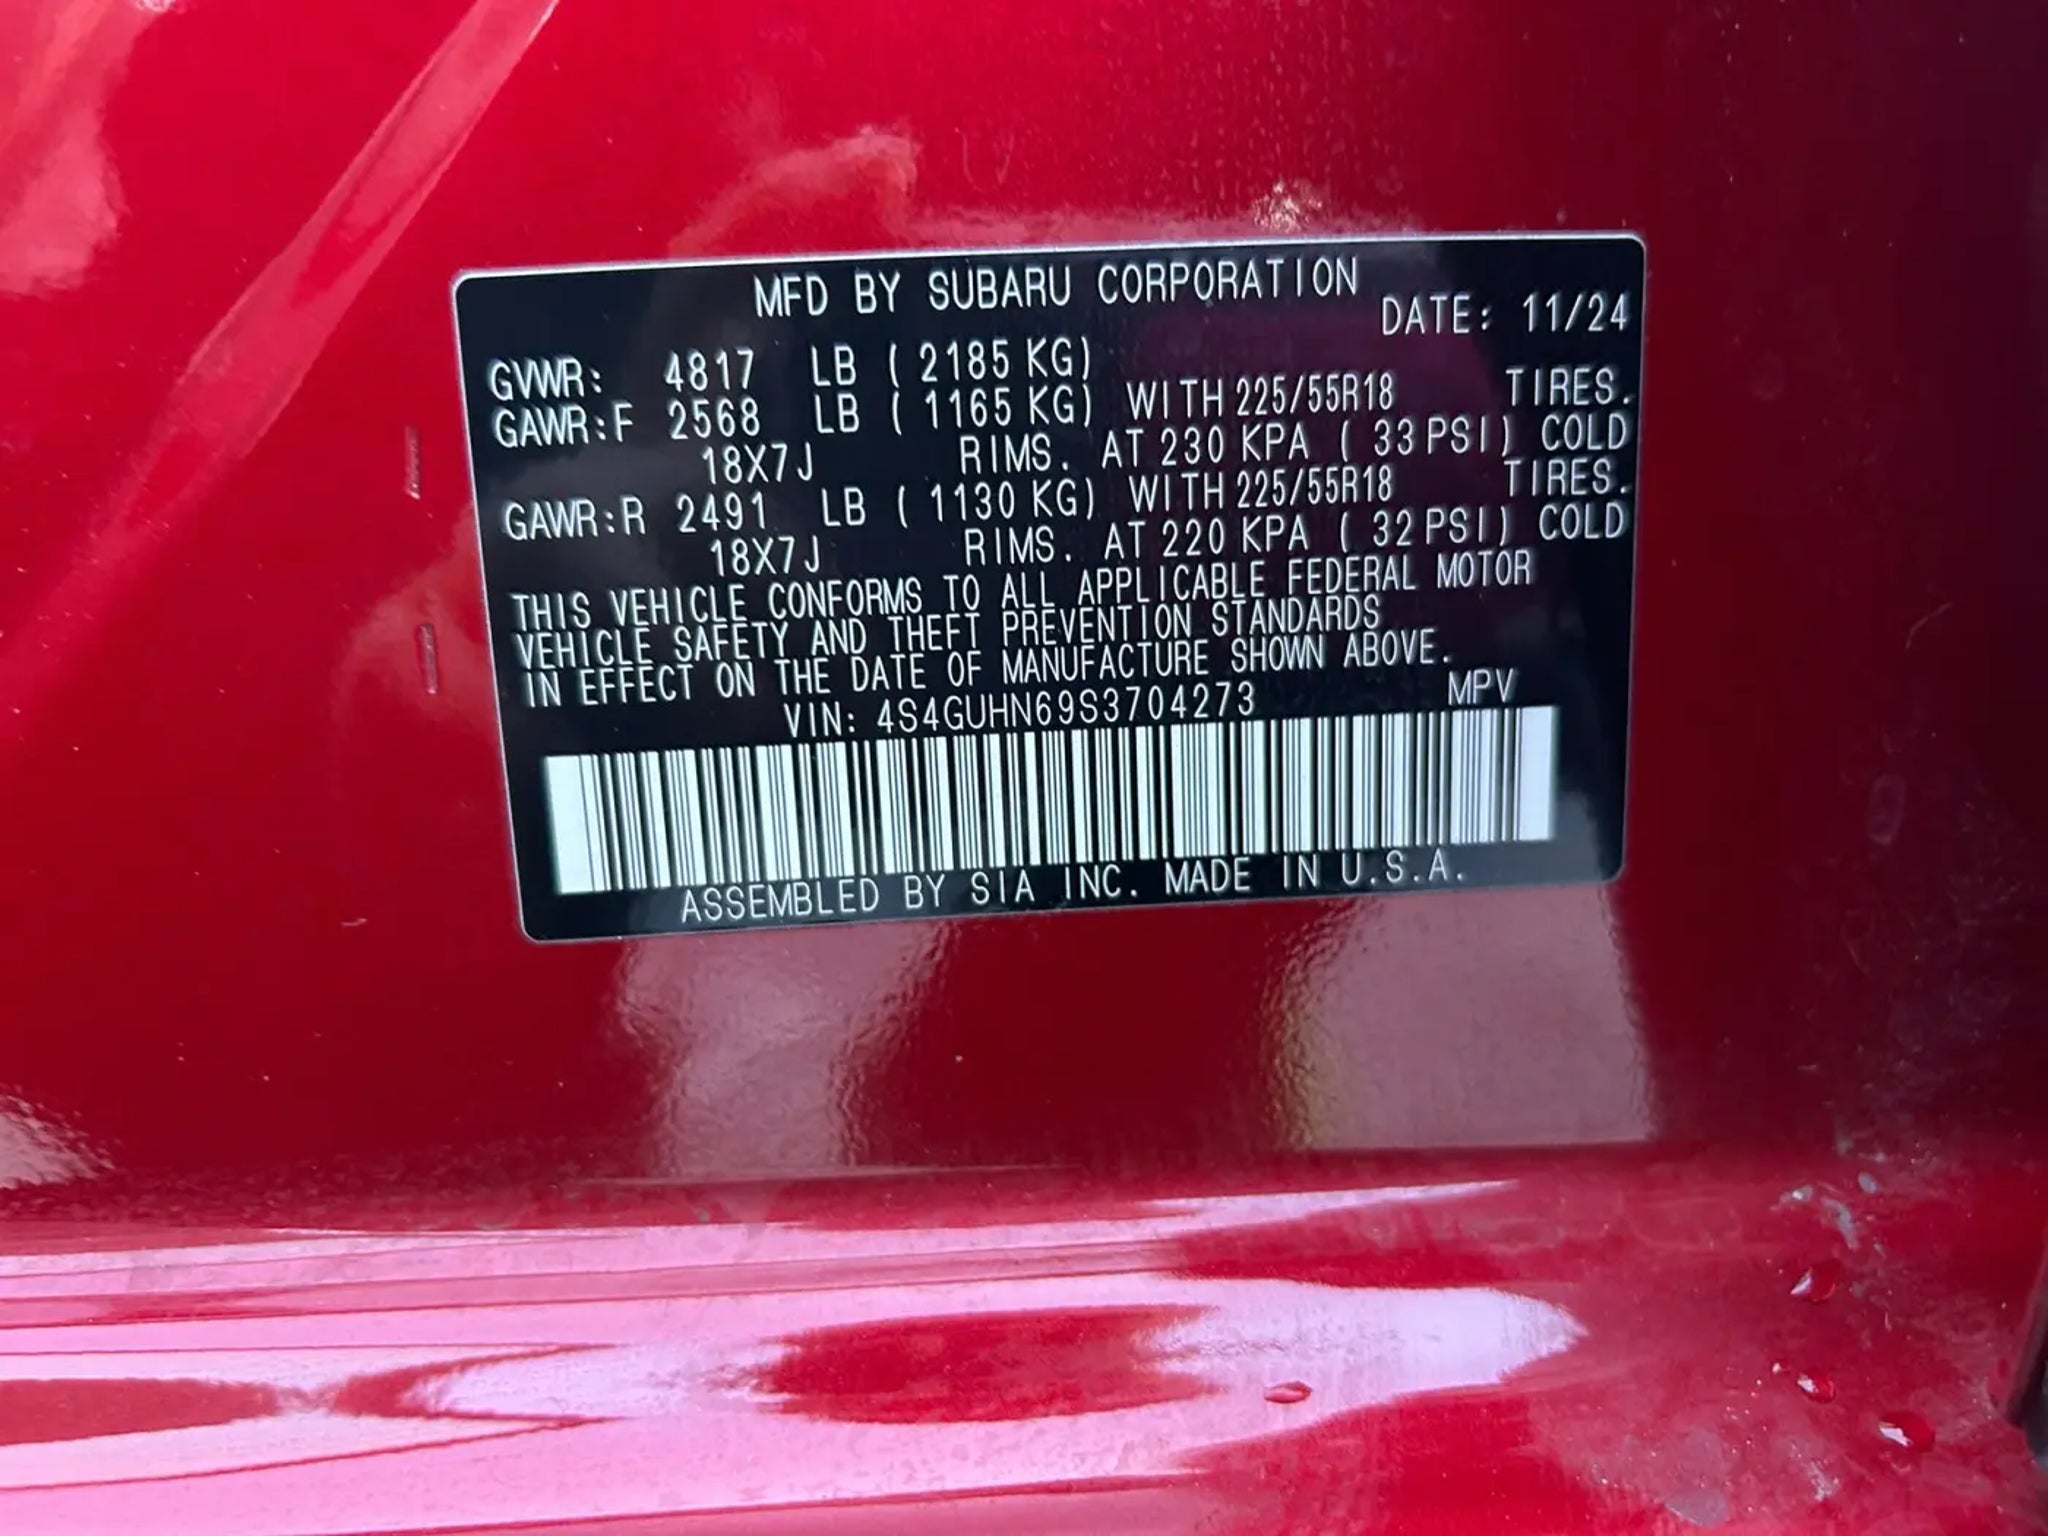 MFD BY SUBARU CORPORATION
DATE: 11/24
GVWR: 4817 LB ( 2185 KG)
GAWR:F 2568 LB ( 1165 KG) WITH 225/55R18 TIRES.
18X7J RIMS. AT 230 KPA ( 33 PSI) COLD
GAWR:R 2491 LB ( 1130 KG) WITH 225/55R18 TIRES.
18X7J RIMS. AT 220 KPA ( 32 PSI) COLD
THIS VEHICLE CONFORMS TO ALL APPLICABLE FEDERAL MOTOR
VEHICLE SAFETY AND THEFT PREVENTION STANDARDS
IN EFFECT ON THE DATE OF MANUFACTURE SHOWN ABOVE.
VIN: 4S4GUHN69S3704273 MPV
ASSEMBLED BY SIA INC. MADE IN U.S.A.